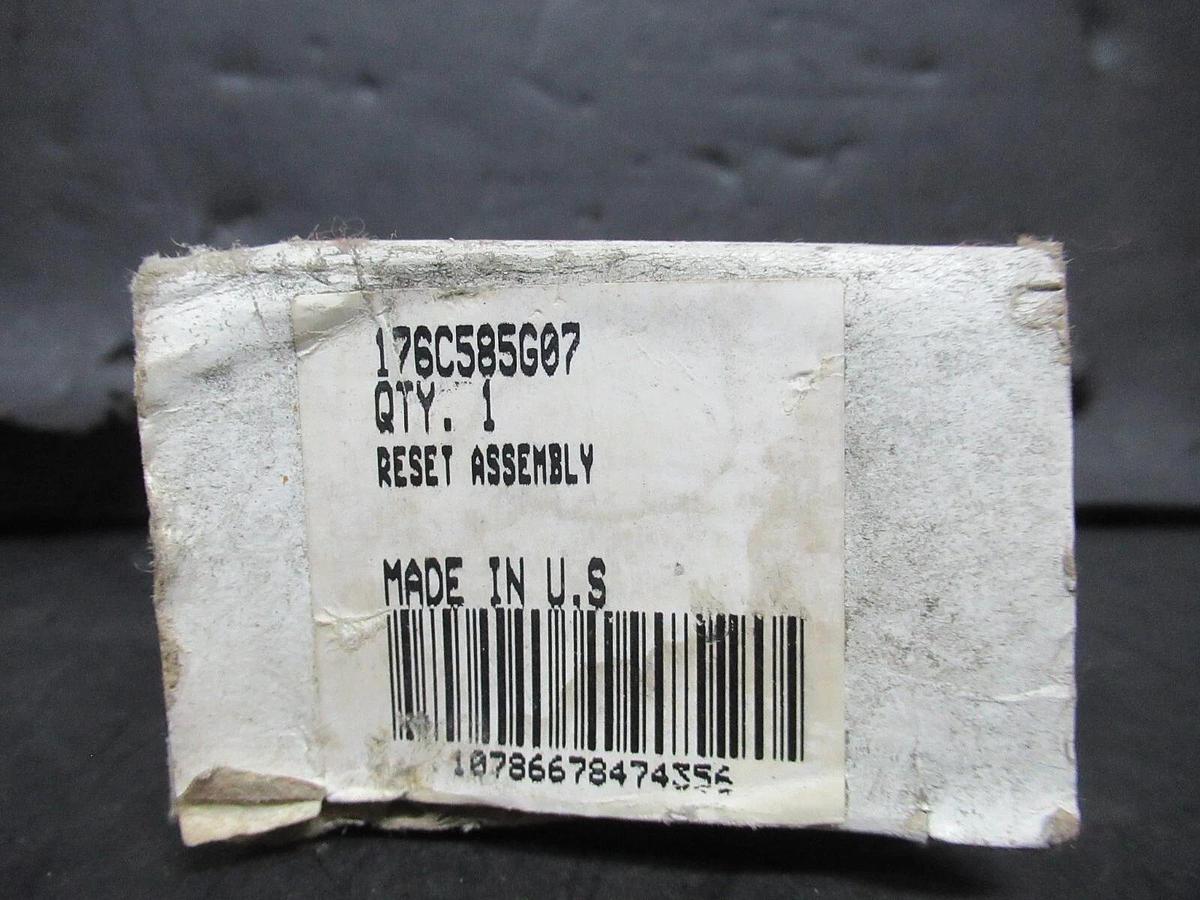 176C585G07
QTY. 1
RESET ASSEMBLY
MADE IN U.S
10786678474356